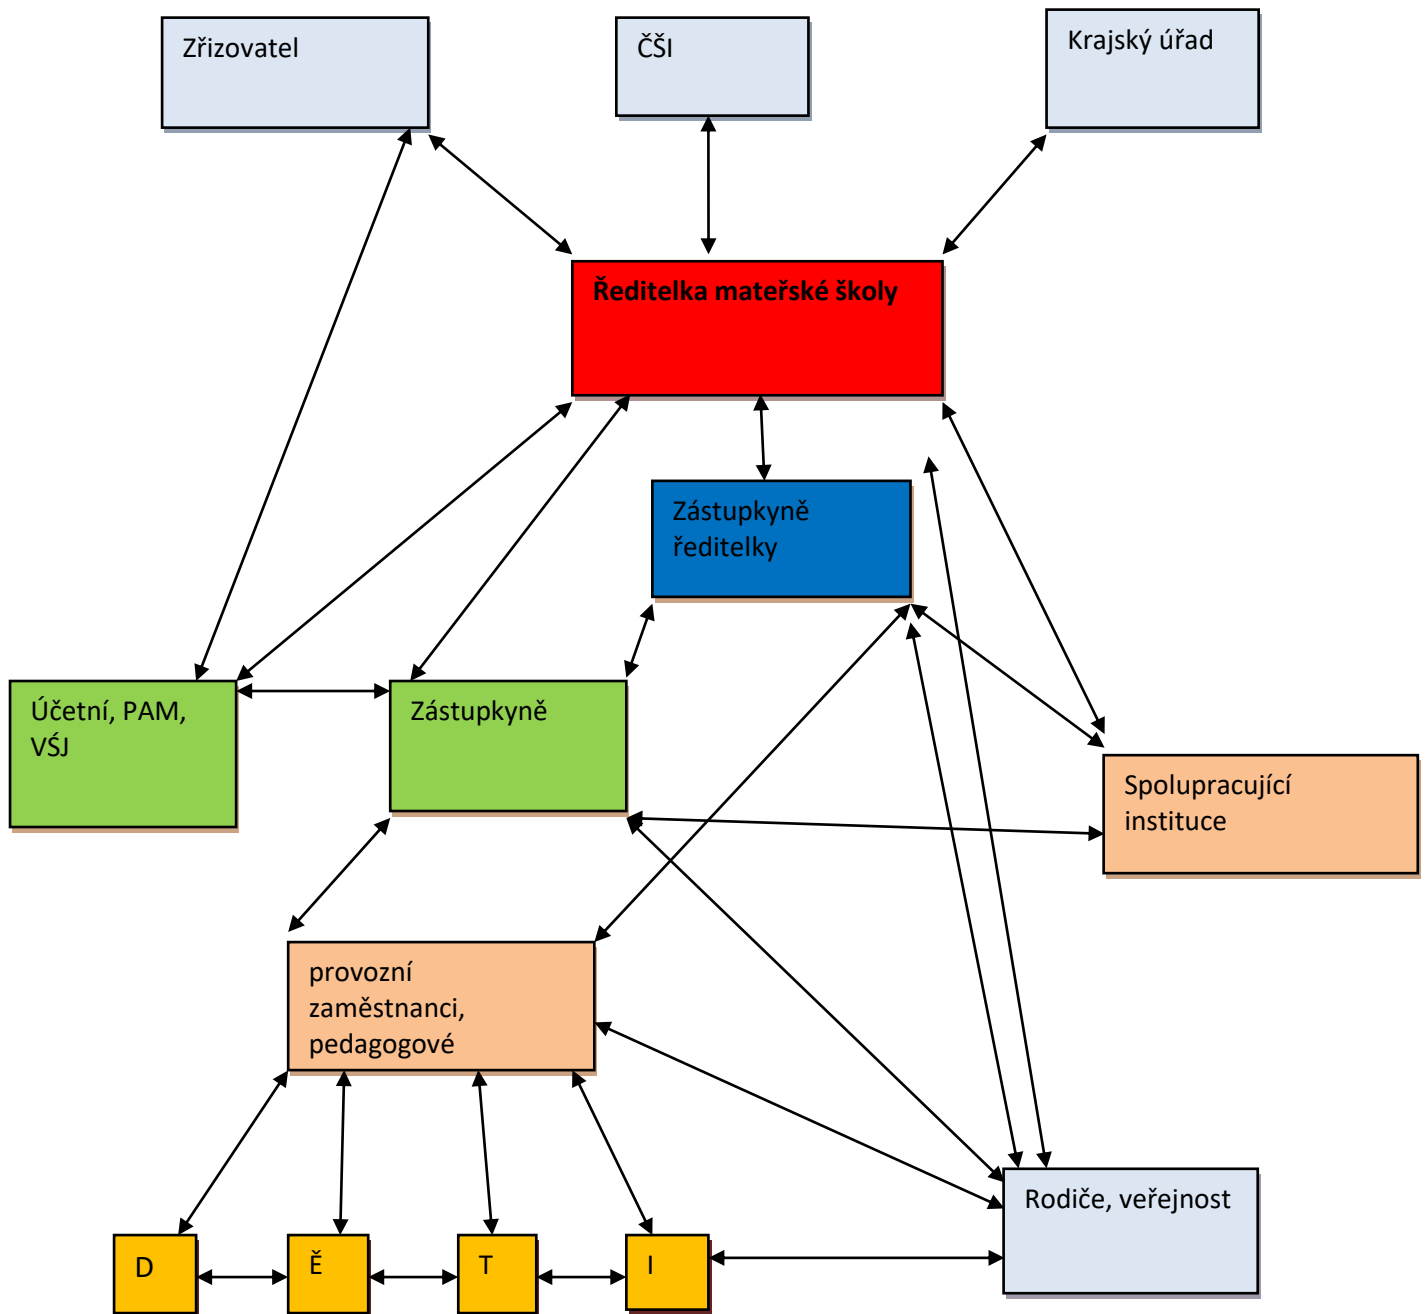 Zřizovatel
ČŠI
Krajský úřad
Ředitelka mateřské školy
Zástupkyně
ředitelky
Účetní, PAM,
VŚJ
Zástupkyně
Spolupracující
instituce
provozní
zaměstnanci,
pedagogové
Rodiče, veřejnost
D
Ě
T
I